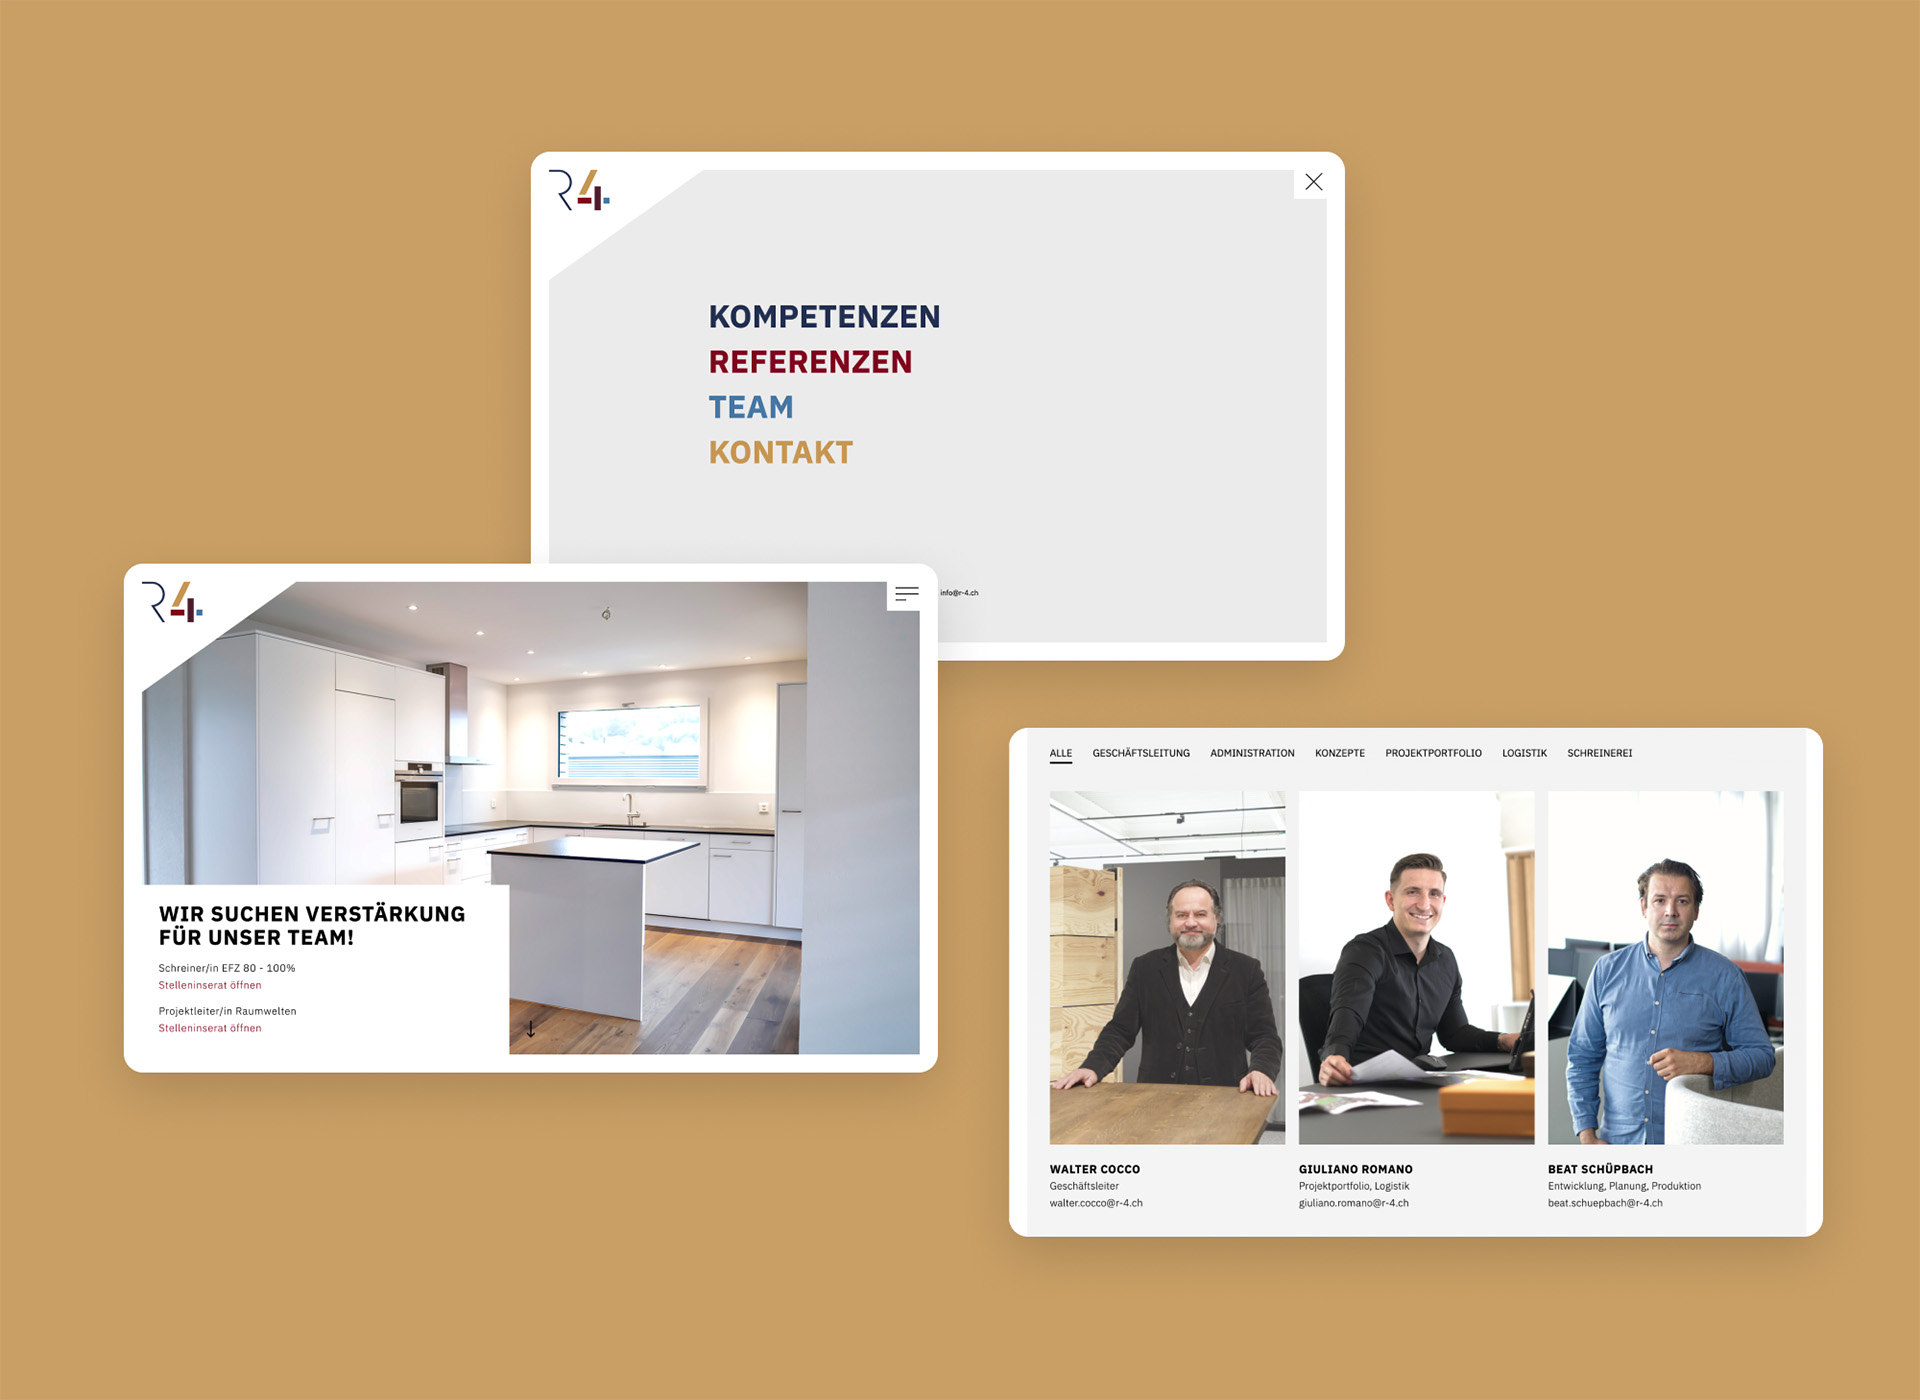 R4.
KOMPETENZEN
REFERENZEN
TEAM
KONTAKT
info@r-4.ch
R4.
WIR SUCHEN VERSTÄRKUNG
FÜR UNSER TEAM!
Schreiner/in EFZ 80 - 100%
Stelleninserat öffnen
Projektleiter/in Raumwelten
Stelleninserat öffnen
ALLE GESCHÄFTSLEITUNG ADMINISTRATION KONZEPTE PROJEKTPORTFOLIO LOGISTIK SCHREINEREI
WALTER COCCO
Geschäftsleiter
walter.cocco@r-4.ch
GIULIANO ROMANO
Projektportfolio, Logistik
giuliano.romano@r-4.ch
BEAT SCHÜPBACH
Entwicklung, Planung, Produktion
beat.schuepbach@r-4.ch